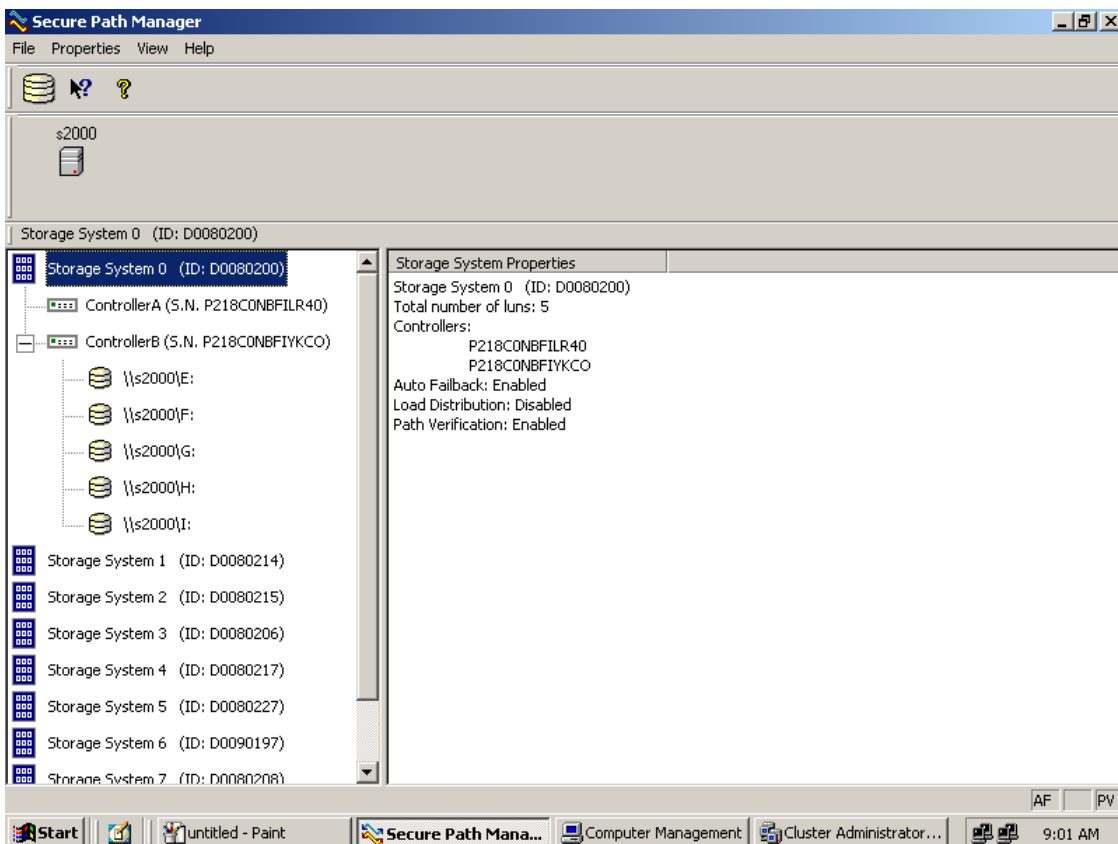 Secure Path Manager
File Properties View Help
s2000
Storage System 0 (ID: D0080200)
Storage System 0 (ID: D0080200)
ControllerA (S.N. P218C0NBFILR40)
ControllerB (S.N. P218C0NBFIYKCO)
\\s2000\E:
\\s2000\F:
\\s2000\G:
\\s2000\H:
\\s2000\I:
Storage System 1 (ID: D0080214)
Storage System 2 (ID: D0080215)
Storage System 3 (ID: D0080206)
Storage System 4 (ID: D0080217)
Storage System 5 (ID: D0080227)
Storage System 6 (ID: D0090197)
Storage System 7 (ID: D0080208)
Storage System Properties
Storage System 0 (ID: D0080200)
Total number of luns: 5
Controllers:
P218C0NBFILR40
P218C0NBFIYKCO
Auto Failback: Enabled
Load Distribution: Disabled
Path Verification: Enabled
AF PV
Start untitled - Paint Secure Path Mana... Computer Management Cluster Administrator... 9:01 AM